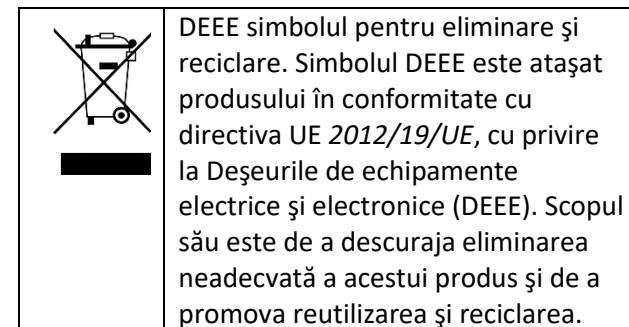 DEEE simbolul pentru eliminare şi
reciclare. Simbolul DEEE este ataşat
produsului în conformitate cu
directiva UE 2012/19/UE, cu privire
la Deşeurile de echipamente
electrice şi electronice (DEEE). Scopul
său este de a descuraja eliminarea
neadecvată a acestui produs şi de a
promova reutilizarea şi reciclarea.